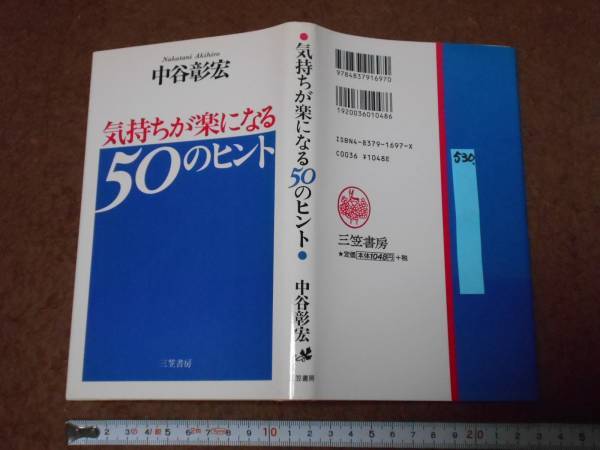 Nakatani Akihiro
中谷彰宏
気持ちが楽になる
50のヒント
三笠書房
気持ちが楽になる50のヒント
中谷彰宏
三笠書房
9784837916970
1920036010486
ISBN4-8379-1697-X
C0036 ¥1048E
三笠書房
★定価 本体1048円 +税
530.
10
20